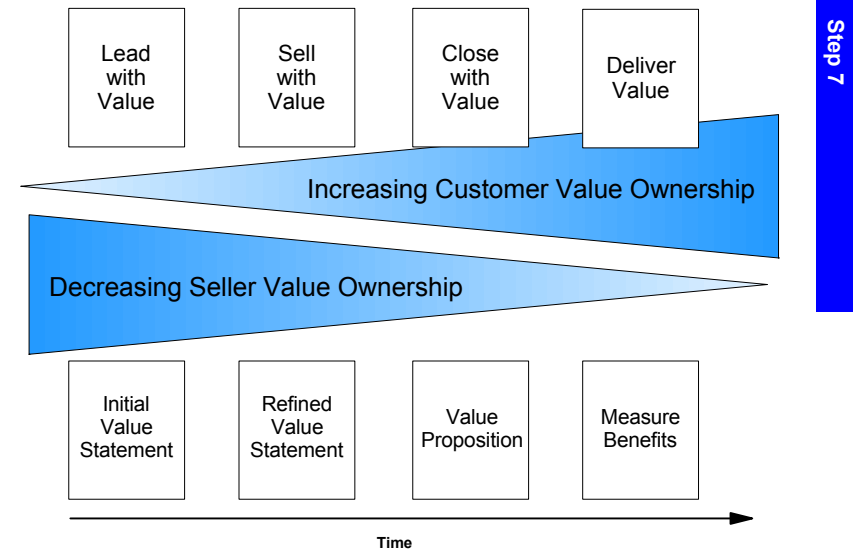 Lead
with
Value
Sell
with
Value
Close
with
Value
Deliver
Value
Step 7
Increasing Customer Value Ownership
Decreasing Seller Value Ownership
Initial
Value
Statement
Refined
Value
Statement
Value
Proposition
Measure
Benefits
Time